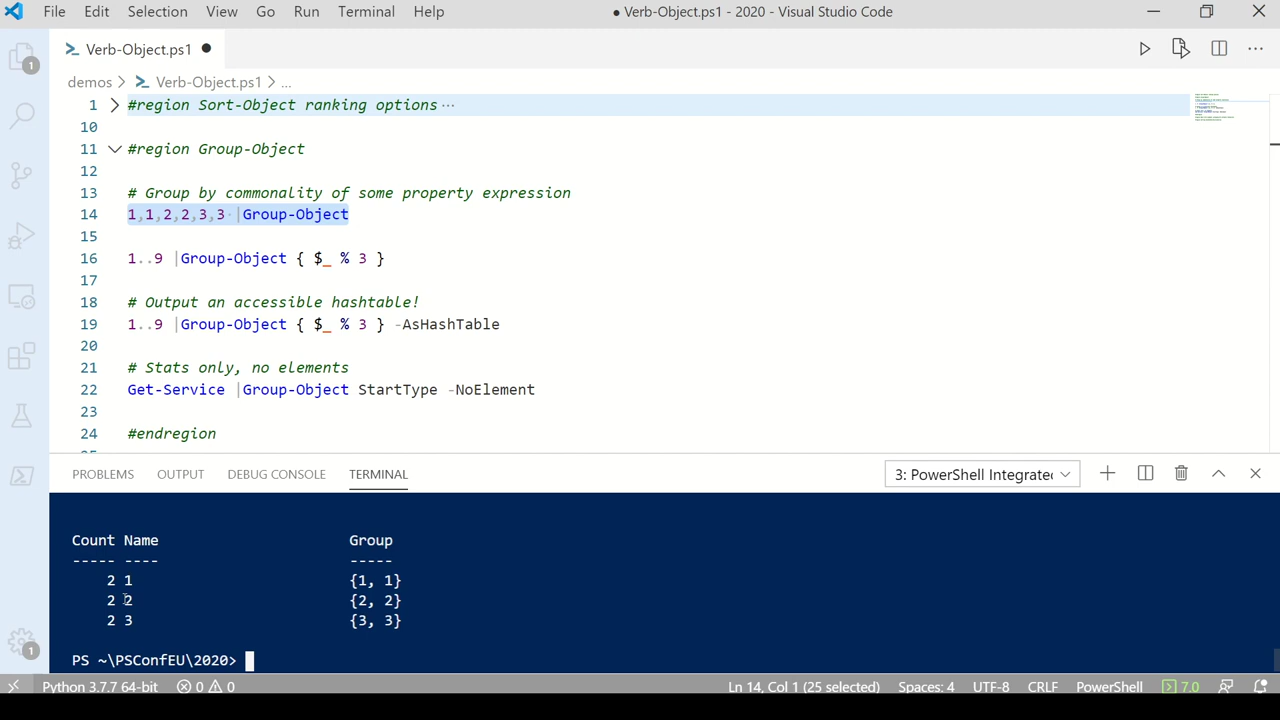 File Edit Selection View Go Run Terminal Help ● Verb-Object.ps1 - 2020 - Visual Studio Code
Verb-Object.ps1 ●
demos > Verb-Object.ps1 > ...
1 #region Sort-Object ranking options ···
10
11 #region Group-Object
12
13 # Group by commonality of some property expression
14 1,1,2,2,3,3 |Group-Object
15
16 1..9 |Group-Object { $_ % 3 }
17
18 # Output an accessible hashtable!
19 1..9 |Group-Object { $_ % 3 } -AsHashTable
20
21 # Stats only, no elements
22 Get-Service |Group-Object StartType -NoElement
23
24 #endregion
PROBLEMS OUTPUT DEBUG CONSOLE TERMINAL 3: PowerShell Integrate
Count Name Group
----- ---- -----
2 1 {1, 1}
2 2 {2, 2}
2 3 {3, 3}
PS ~\PSConfEU\2020>
1
1
Python 3.7.7 64-bit 0 0 Ln 14, Col 1 (25 selected) Spaces: 4 UTF-8 CRLF PowerShell 7.0